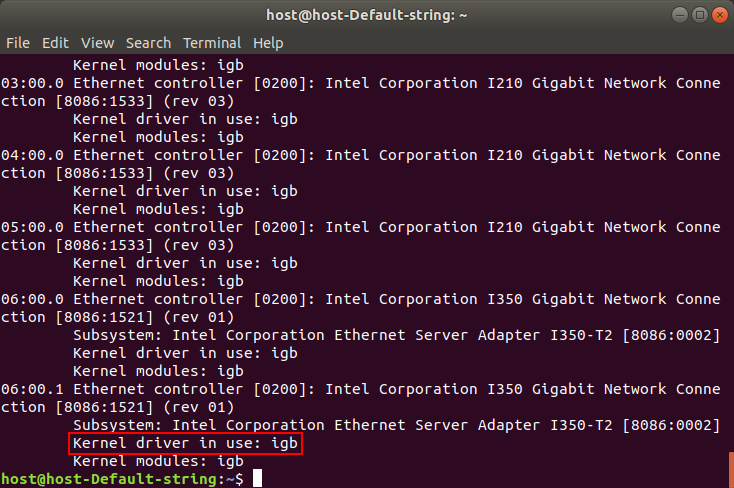 host@host-Default-string: ~
File Edit View Search Terminal Help
Kernel modules: igb
03:00.0 Ethernet controller [0200]: Intel Corporation I210 Gigabit Network Conne
ction [8086:1533] (rev 03)
Kernel driver in use: igb
Kernel modules: igb
04:00.0 Ethernet controller [0200]: Intel Corporation I210 Gigabit Network Conne
ction [8086:1533] (rev 03)
Kernel driver in use: igb
Kernel modules: igb
05:00.0 Ethernet controller [0200]: Intel Corporation I210 Gigabit Network Conne
ction [8086:1533] (rev 03)
Kernel driver in use: igb
Kernel modules: igb
06:00.0 Ethernet controller [0200]: Intel Corporation I350 Gigabit Network Conne
ction [8086:1521] (rev 01)
Subsystem: Intel Corporation Ethernet Server Adapter I350-T2 [8086:0002]
Kernel driver in use: igb
Kernel modules: igb
06:00.1 Ethernet controller [0200]: Intel Corporation I350 Gigabit Network Conne
ction [8086:1521] (rev 01)
Subsystem: Intel Corporation Ethernet Server Adapter I350-T2 [8086:0002]
Kernel driver in use: igb
Kernel modules: igb
host@host-Default-string:~$